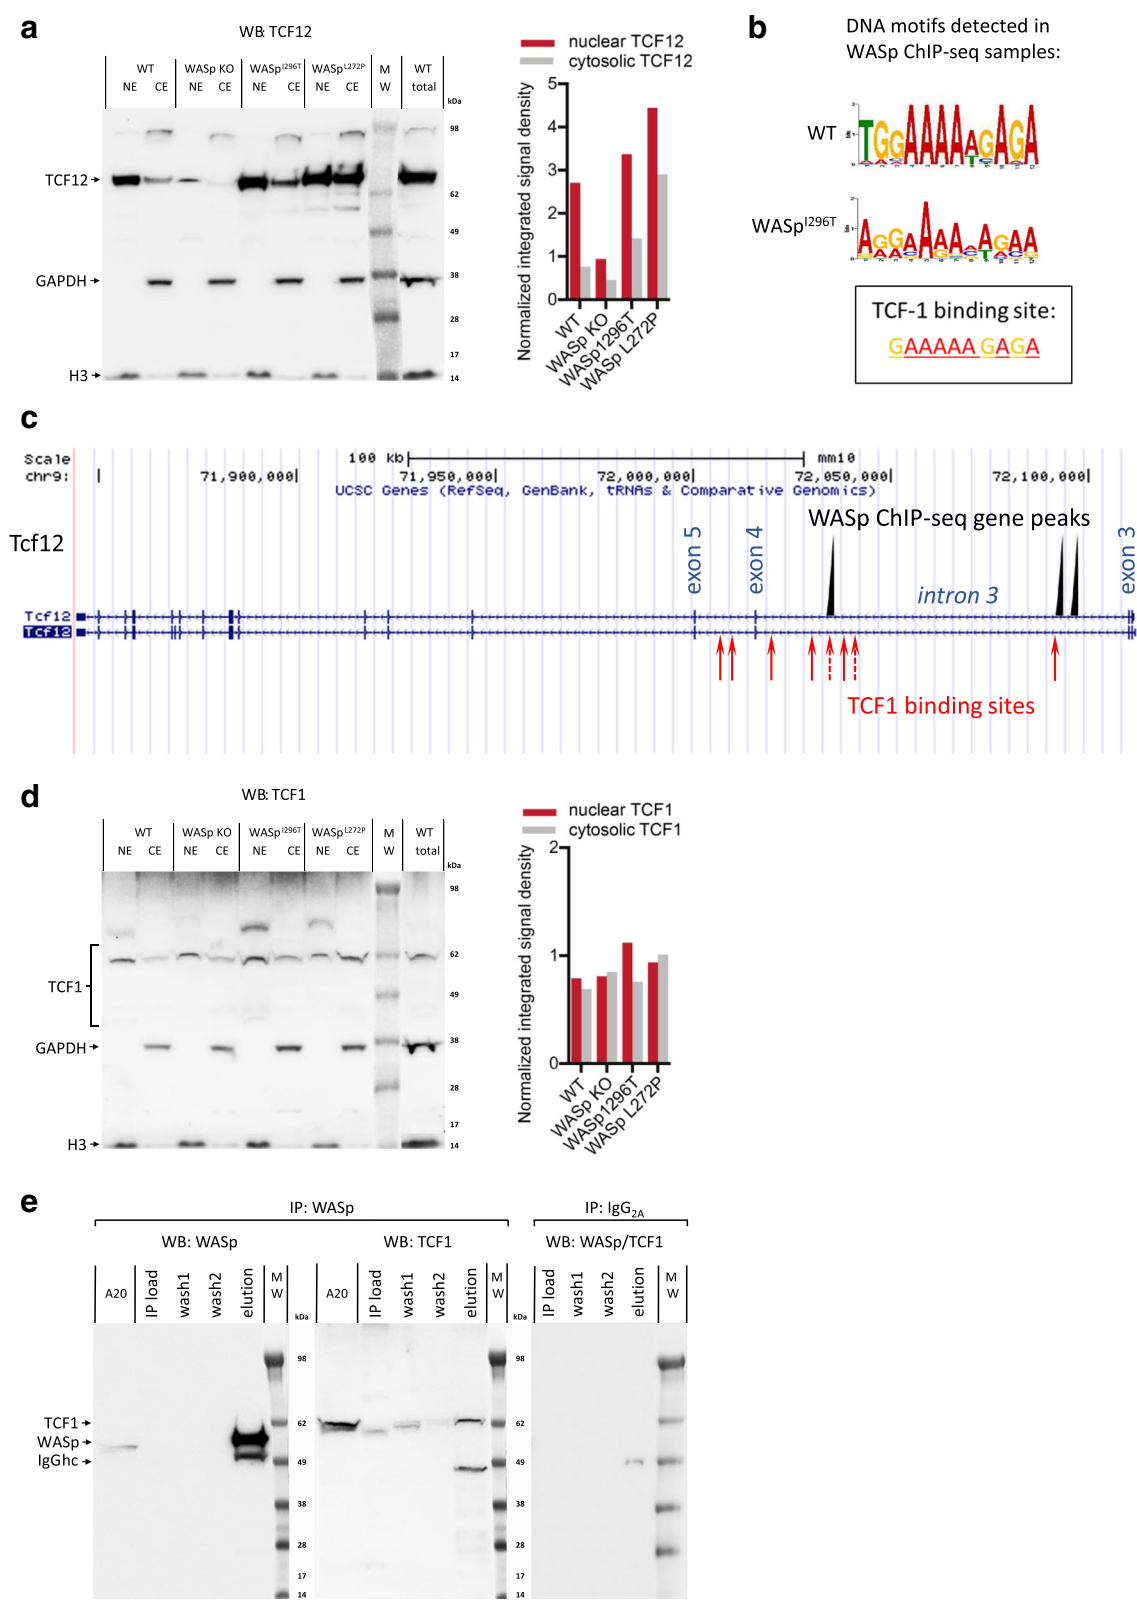 a
WB: TCF12
WT WASp KO WASp I296T WASp L272P M W WT total
NE CE NE CE NE CE NE CE
kDa
98
TCF12
62
49
GAPDH
38
28
17
H3
14
nuclear TCF12
cytosolic TCF12
Normalized integrated signal density
5
4
3
2
1
0
WT
WASp KO
WASp1296T
WASp L272P
b
DNA motifs detected in
WASp ChIP-seq samples:
WT
TGGAAAAAGAGA
WASp I296T
AGGAAAAAAGAA
TCF-1 binding site:
GAAAAA GAGA
c
Scale
100 kb
mm10
chr9:
71,900,000
71,950,000
72,000,000
72,050,000
72,100,000
UCSC Genes (RefSeq, GenBank, tRNAs & Comparative Genomics)
WASp ChIP-seq gene peaks
Tcf12
exon 5
exon 4
intron 3
exon 3
Tcf12
Tcf12
TCF1 binding sites
d
WB: TCF1
WT WASp KO WASp I296T WASp L272P M W WT total
NE CE NE CE NE CE NE CE
kDa
98
62
TCF1
49
GAPDH
38
28
17
H3
14
nuclear TCF1
cytosolic TCF1
Normalized integrated signal density
2
1
0
WT
WASp KO
WASp1296T
WASp L272P
e
IP: WASp
IP: IgG2A
WB: WASp
WB: TCF1
WB: WASp/TCF1
A20 IP load wash1 wash2 elution M W
A20 IP load wash1 wash2 elution M W
IP load wash1 wash2 elution M W
kDa
kDa
98
98
TCF1
62
62
WASp
IgGhc
49
49
38
38
28
28
17
17
14
14